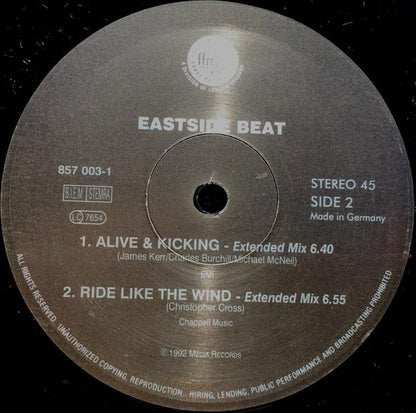 EASTSIDE BEAT
857 003-1
BIEM STEMRA
LC 7654
STEREO 45
SIDE 2
Made in Germany
1. ALIVE & KICKING - Extended Mix 6.40
(James Kerr/Charles Burchill/Michael McNeil)
EMI
2. RIDE LIKE THE WIND - Extended Mix 6.55
(Christopher Cross)
Chappell Music
© 1992 MEDIA RECORDS
ALL RIGHTS RESERVED. UNAUTHORIZED COPYING, REPRODUCTION. HIRING, LENDING, PUBLIC PERFORMANCE AND BROADCASTING PROHIBITED